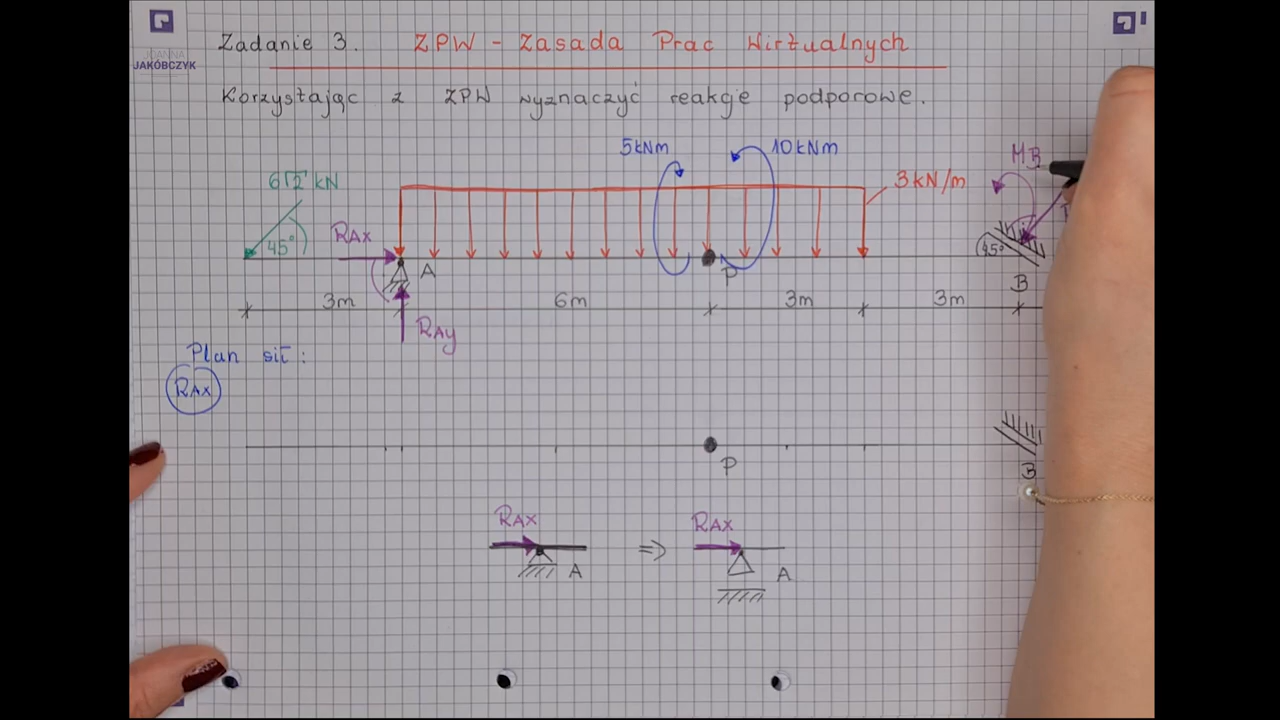 Zadanie 3. ZPW - Zasada Prac Wirtualnych
JOANNA
JAKÓBCZYK
Korzystając z ZPW wyznaczyć reakcje podporowe.
5kNm 10kNm
MB
6√2 kN 3kN/m
45°
RAX
A P 45°
B
3m 6m 3m 3m
RAy
Plan sił:
RAX
P B
RAX ⇒ RAX
A A